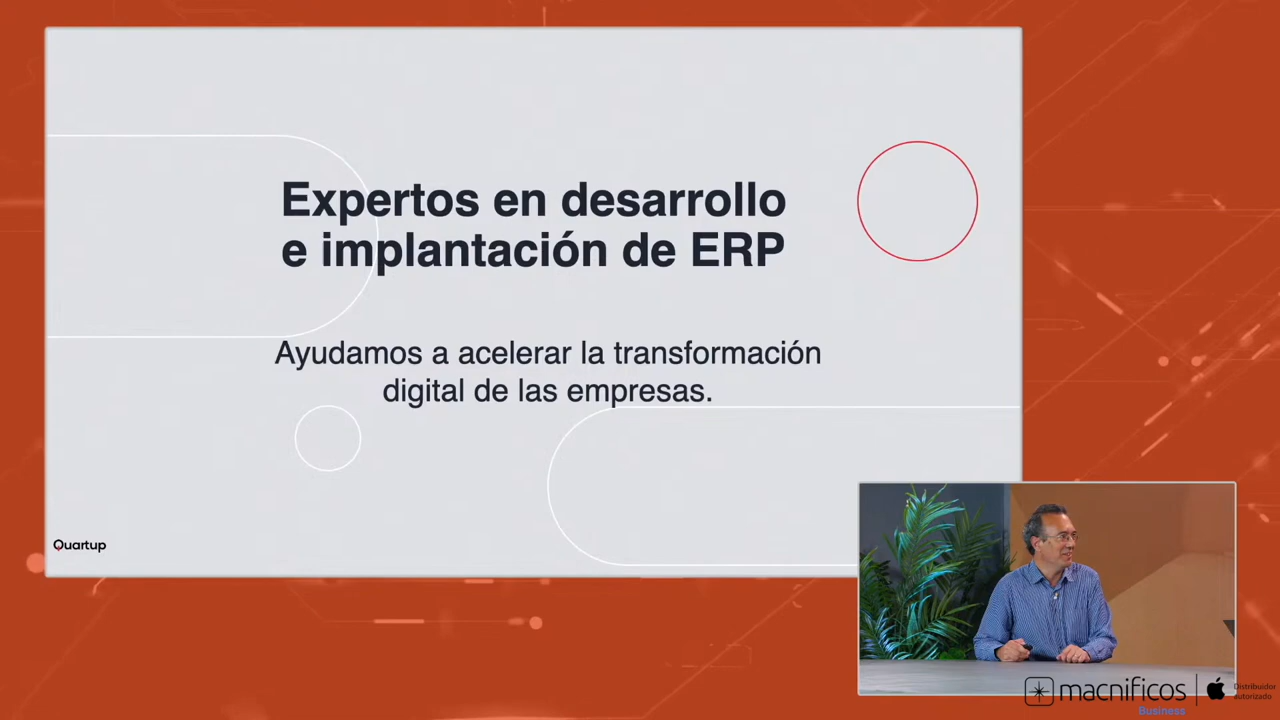 Expertos en desarrollo
e implantación de ERP
Ayudamos a acelerar la transformación
digital de las empresas.
Quartup
macnificos
Business
Distribuidor
autorizado